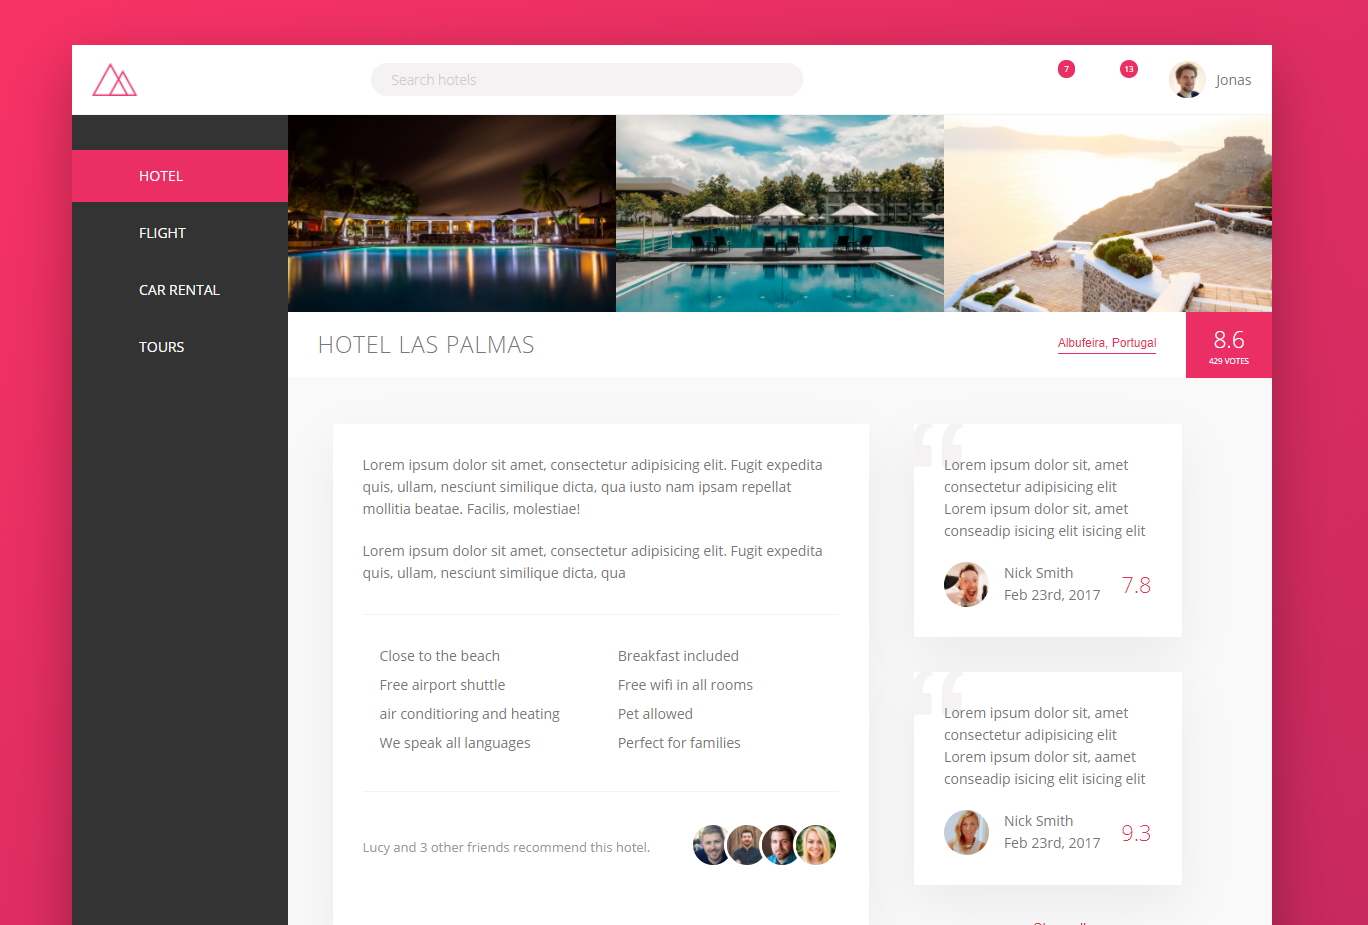 Search hotels
7
13
Jonas
HOTEL
FLIGHT
CAR RENTAL
TOURS
HOTEL LAS PALMAS
Albufeira, Portugal
8.6
429 VOTES
Lorem ipsum dolor sit amet, consectetur adipisicing elit. Fugit expedita
quis, ullam, nesciunt similique dicta, qua iusto nam ipsam repellat
mollitia beatae. Facilis, molestiae!
Lorem ipsum dolor sit amet, consectetur adipisicing elit. Fugit expedita
quis, ullam, nesciunt similique dicta, qua
Close to the beach
Free airport shuttle
air conditioring and heating
We speak all languages
Breakfast included
Free wifi in all rooms
Pet allowed
Perfect for families
Lucy and 3 other friends recommend this hotel.
“
Lorem ipsum dolor sit, amet
consectetur adipisicing elit
Lorem ipsum dolor sit, amet
conseadip isicing elit isicing elit
Nick Smith
Feb 23rd, 2017
7.8
“
Lorem ipsum dolor sit, amet
consectetur adipisicing elit
Lorem ipsum dolor sit, aamet
conseadip isicing elit isicing elit
Nick Smith
Feb 23rd, 2017
9.3